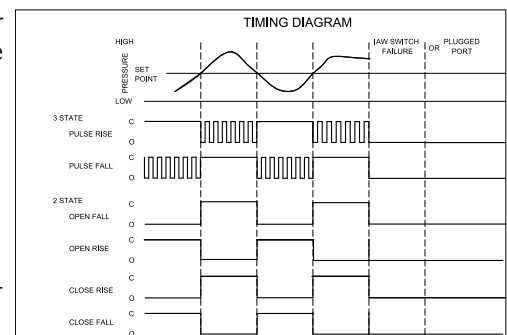 TIMING DIAGRAM
HIGH
PRESSURE
SET
POINT
LOW
JAW SWITCH
FAILURE
OR
PLUGGED
PORT
3 STATE
PULSE RISE
C
O
PULSE FALL
C
O
2 STATE
OPEN FALL
C
O
OPEN RISE
C
O
CLOSE RISE
C
O
CLOSE FALL
C
O